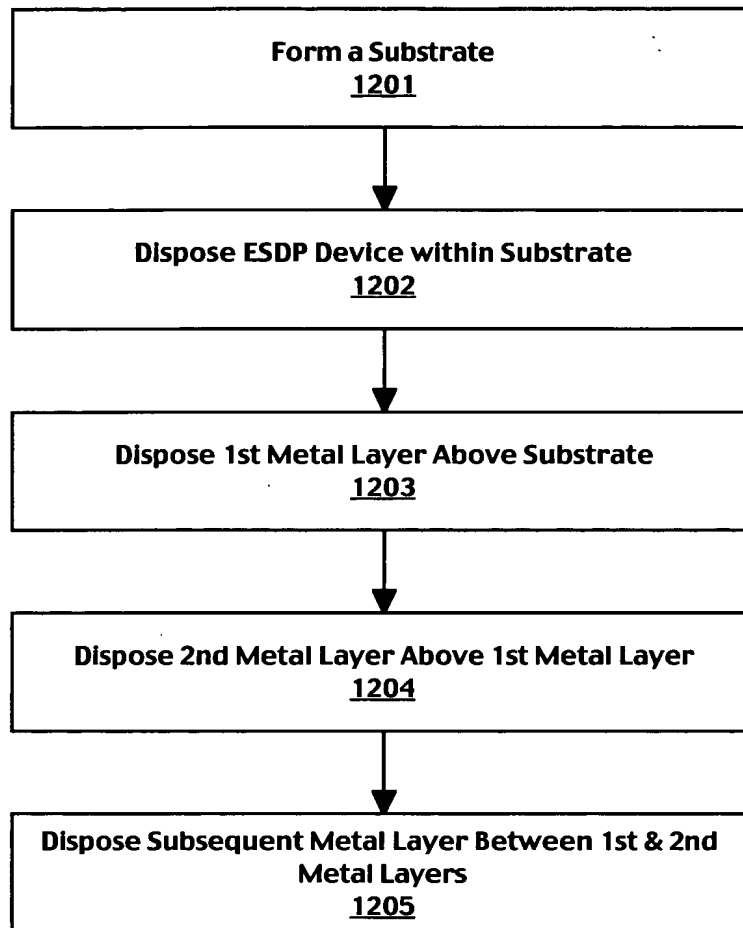 Form a Substrate
1201
Dispose ESDP Device within Substrate
1202
Dispose 1st Metal Layer Above Substrate
1203
Dispose 2nd Metal Layer Above 1st Metal Layer
1204
Dispose Subsequent Metal Layer Between 1st & 2nd
Metal Layers
1205